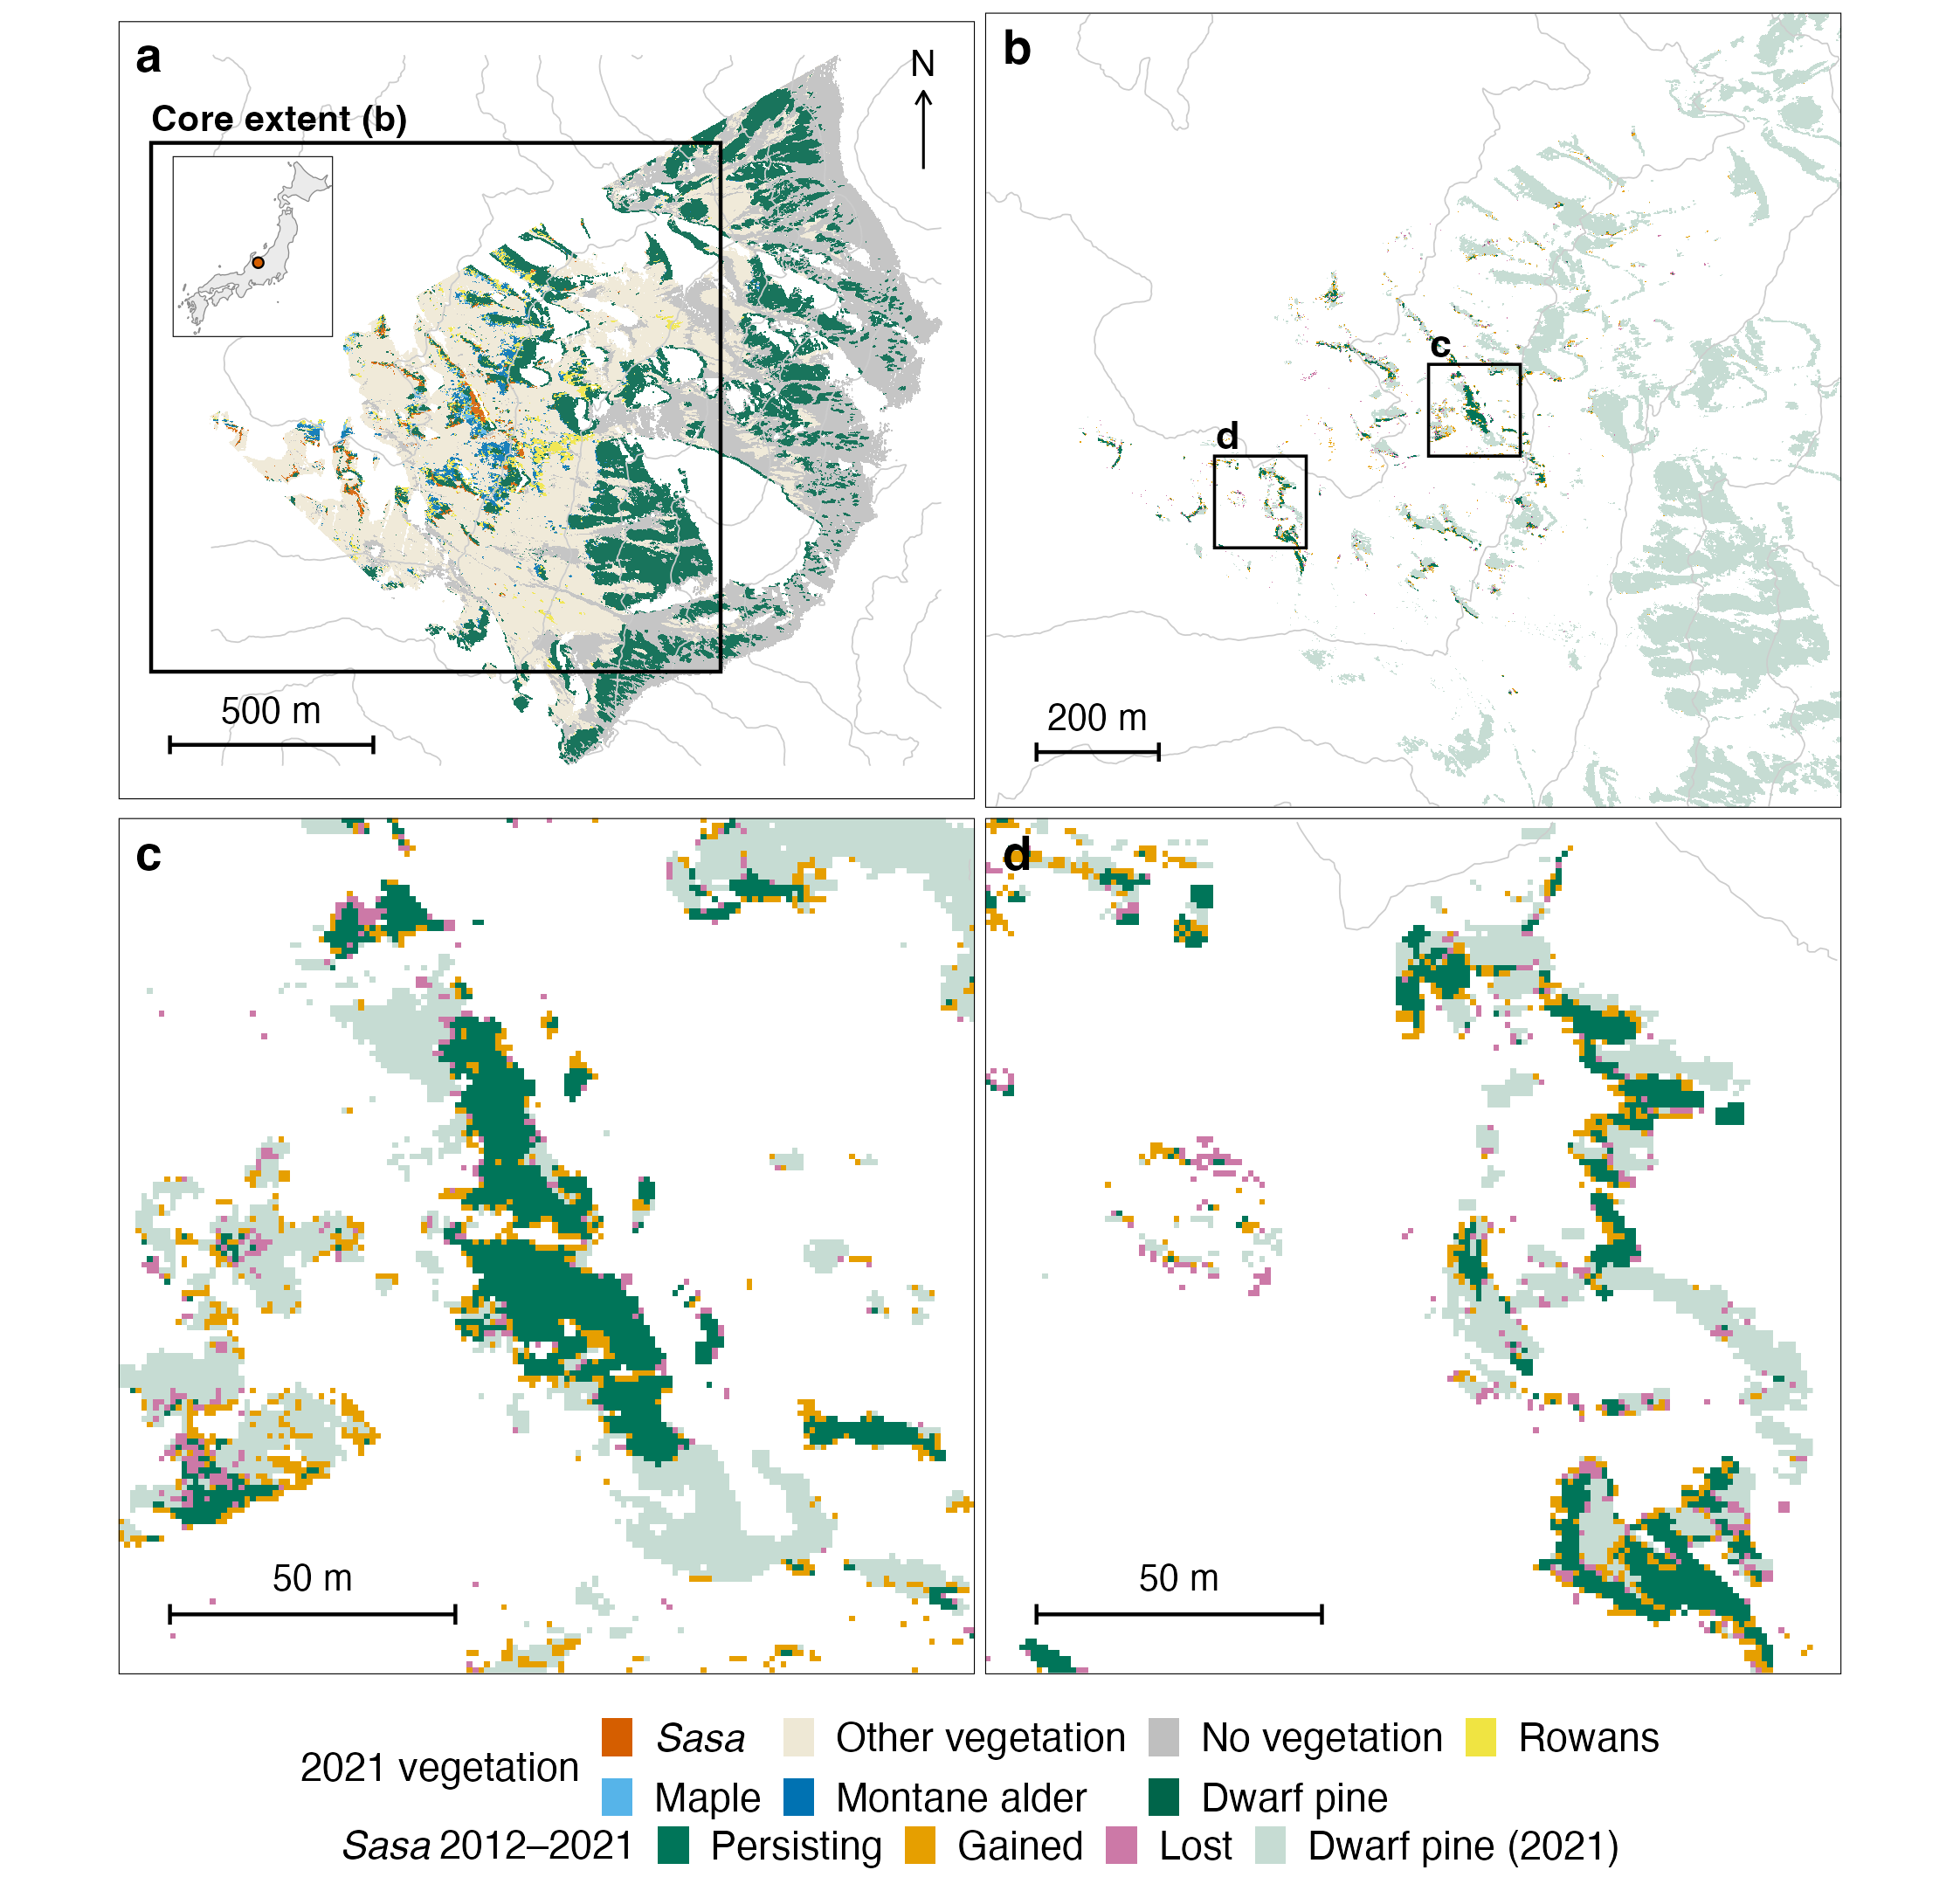 a
N
Core extent (b)
500 m
b
c
d
200 m
c
50 m
d
50 m
2021 vegetation
Sasa
Other vegetation
No vegetation
Rowans
Maple
Montane alder
Dwarf pine
Sasa 2012–2021
Persisting
Gained
Lost
Dwarf pine (2021)